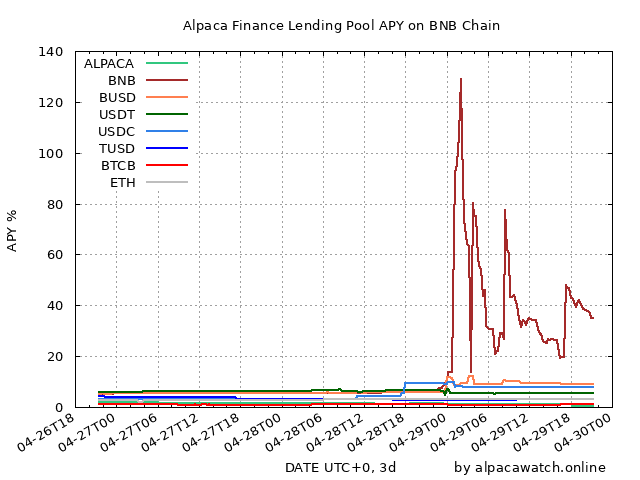 Alpaca Finance Lending Pool APY on BNB Chain
APY %
140
120
100
80
60
40
20
0
ALPACA
BNB
BUSD
USDT
USDC
TUSD
BTCB
ETH
04-26T18
04-27T00
04-27T06
04-27T12
04-27T18
04-28T00
04-28T06
04-28T12
04-28T18
04-29T00
04-29T06
04-29T12
04-29T18
04-30T00
DATE UTC+0, 3d
by alpacawatch.online